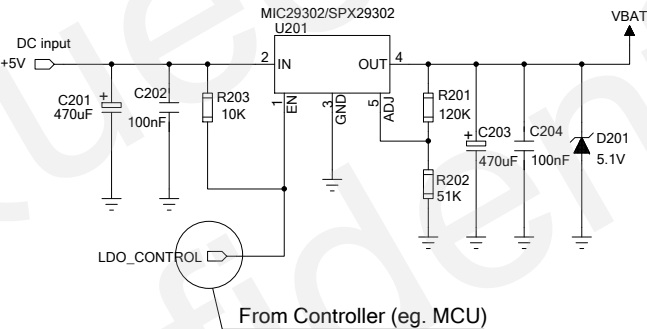 MIC29302/SPX29302
U201
VBAT
DC input
+5V
2 IN
OUT 4
1
EN
3
GND
5
ADJ
C201
470uF
+
C202
100nF
R203
10K
R201
120K
R202
51K
+
C203
470uF
C204
100nF
D201
5.1V
LDO_CONTROL
From Controller (eg. MCU)